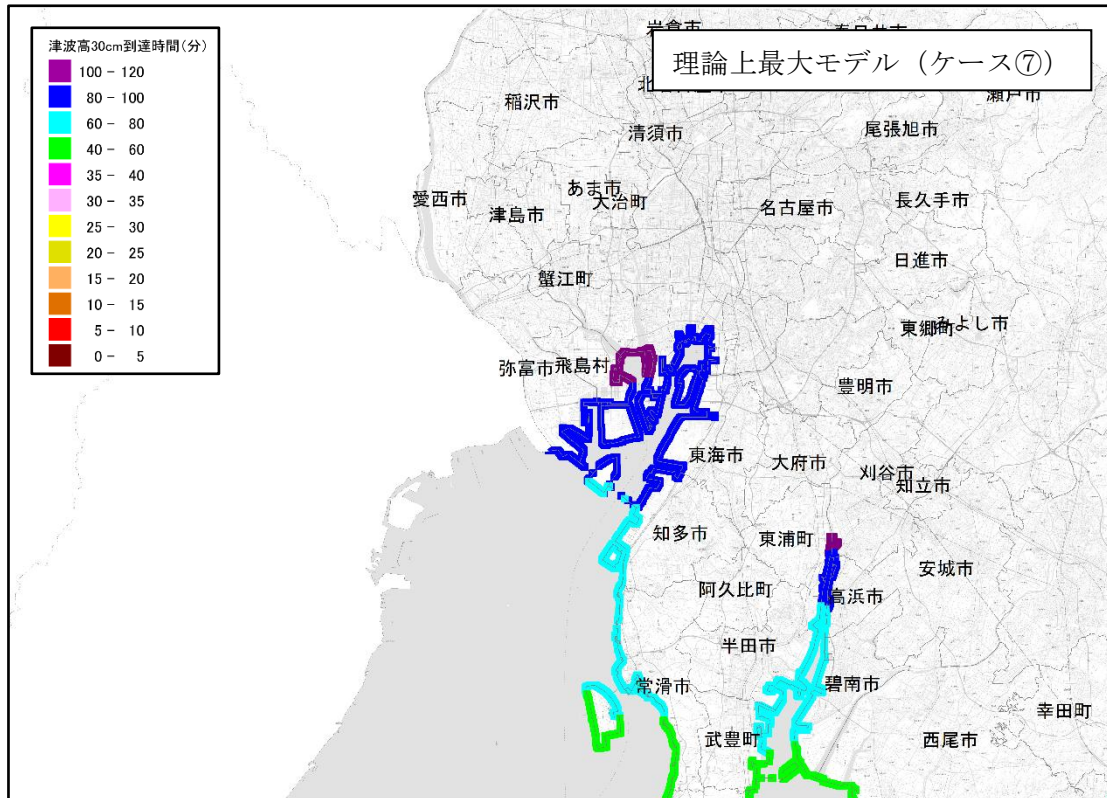 津波高30cm到達時間(分)
100 - 120
80 - 100
60 - 80
40 - 60
35 - 40
30 - 35
25 - 30
20 - 25
15 - 20
10 - 15
5 - 10
0 - 5
理論上最大モデル（ケース⑦）
岩倉市
稲沢市
瀬戸市
清須市
尾張旭市
あま市
愛西市
津島市
大治町
名古屋市
長久手市
日進市
蟹江町
東郷町
みよし市
弥富市
飛島村
豊明市
東海市
大府市
刈谷市
知立市
知多市
東浦町
安城市
阿久比町
高浜市
半田市
常滑市
碧南市
武豊町
西尾市
幸田町